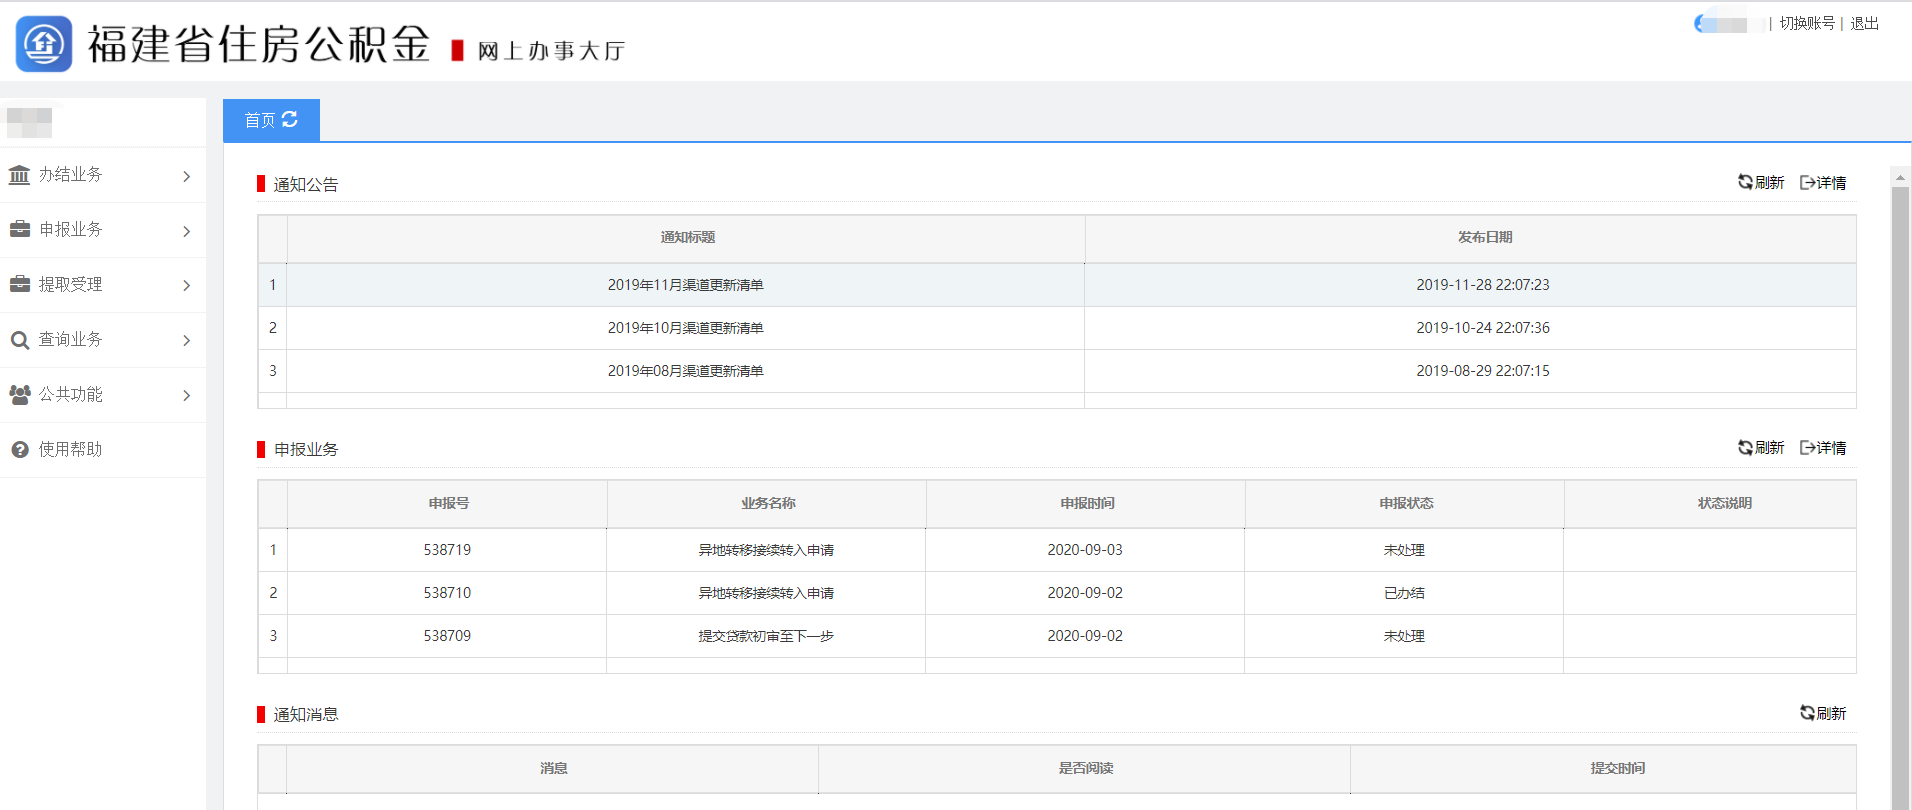 福建省住房公积金 网上办事大厅
| 切换账号 | 退出
首页
办结业务
申报业务
提取受理
查询业务
公共功能
使用帮助
通知公告 刷新 详情
通知标题 发布日期
1 2019年11月渠道更新清单 2019-11-28 22:07:23
2 2019年10月渠道更新清单 2019-10-24 22:07:36
3 2019年08月渠道更新清单 2019-08-29 22:07:15
申报业务 刷新 详情
申报号 业务名称 申报时间 申报状态 状态说明
1 538719 异地转移接续转入申请 2020-09-03 未处理
2 538710 异地转移接续转入申请 2020-09-02 已办结
3 538709 提交贷款初审至下一步 2020-09-02 未处理
通知消息 刷新
消息 是否阅读 提交时间